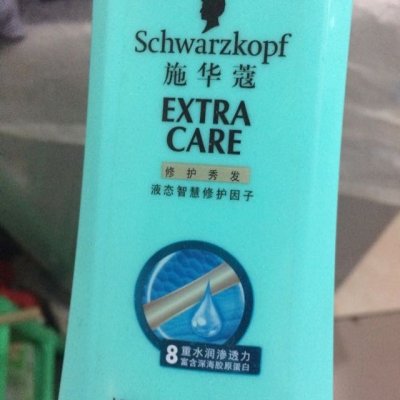 Schwarzkopf
施华蔻
EXTRA
CARE
修护秀发
液态智慧修护因子
8重水润渗透力
富含深海胶原蛋白